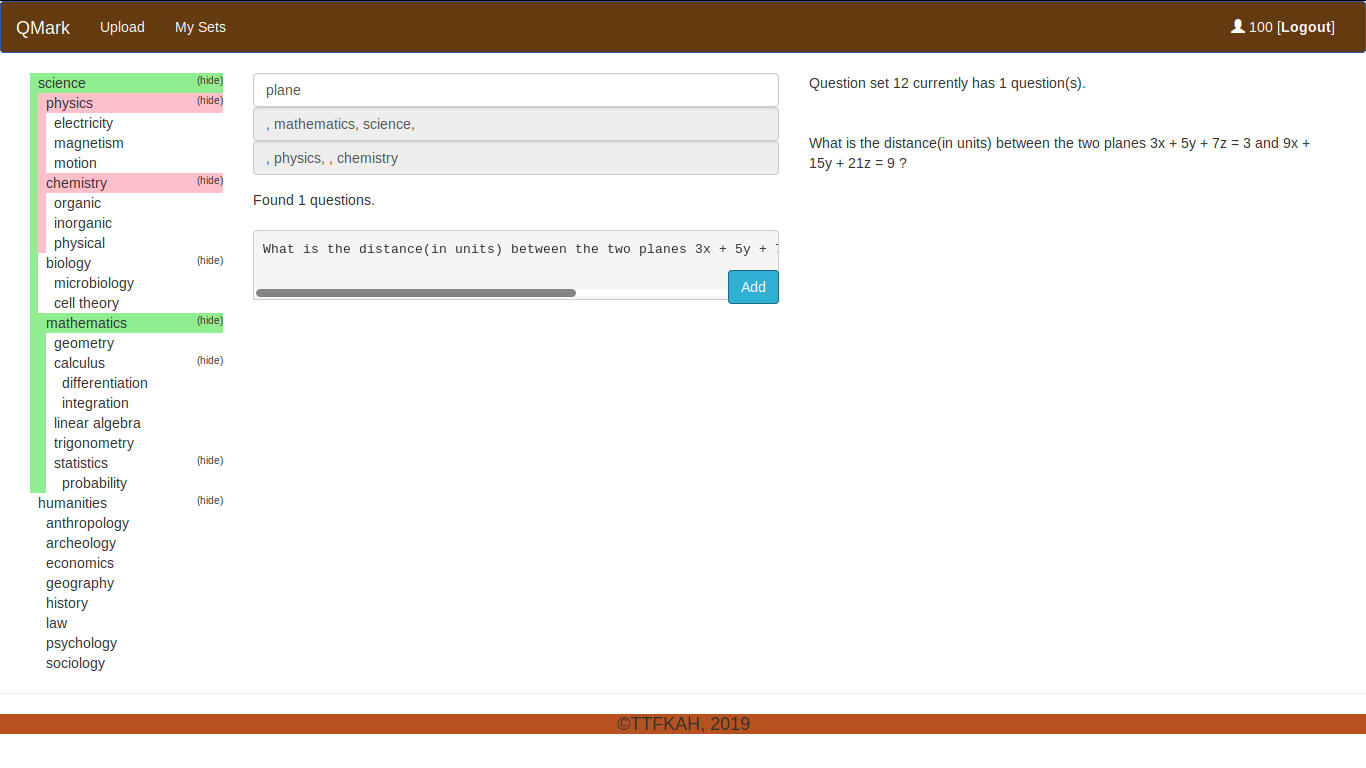 QMark Upload My Sets 100 [Logout]
science (hide)
physics (hide)
electricity
magnetism
motion
chemistry (hide)
organic
inorganic
physical
biology (hide)
microbiology
cell theory
mathematics (hide)
geometry
calculus (hide)
differentiation
integration
linear algebra
trigonometry
statistics (hide)
probability
humanities (hide)
anthropology
archeology
economics
geography
history
law
psychology
sociology
plane
, mathematics, science,
, physics, , chemistry
Found 1 questions.
What is the distance(in units) between the two planes 3x + 5y + 7
Add
Question set 12 currently has 1 question(s).
What is the distance(in units) between the two planes 3x + 5y + 7z = 3 and 9x +
15y + 21z = 9 ?
©TTFKAH, 2019